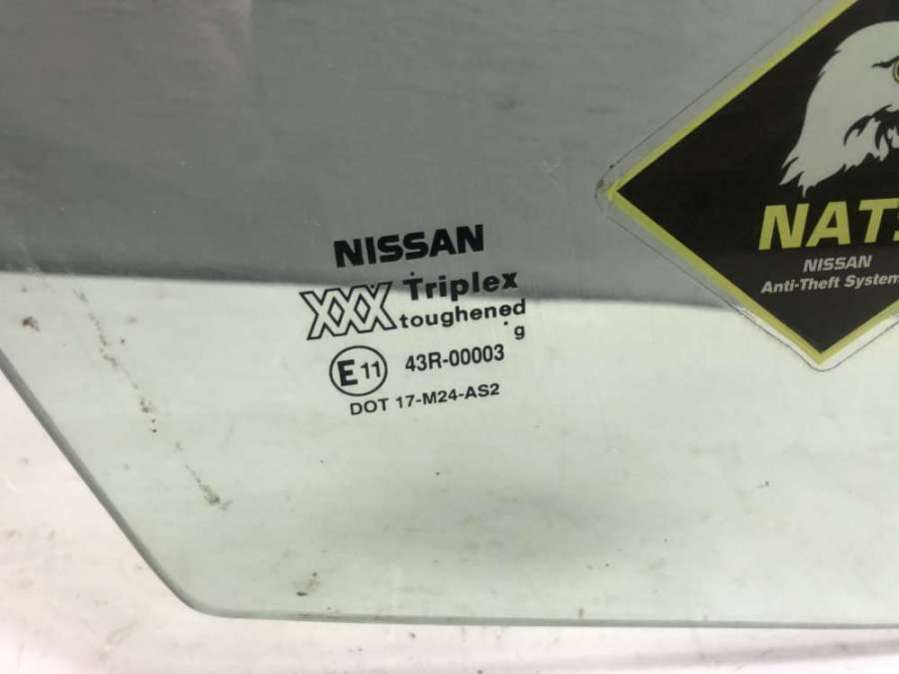 NISSAN
XXX Triplex
toughened
g
E11 43R-00003
DOT 17-M24-AS2
NATS
NISSAN
Anti-Theft System